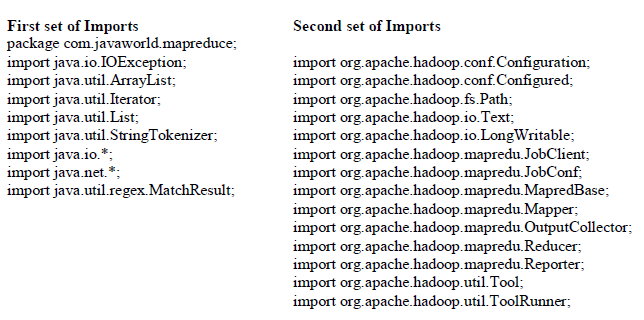 First set of Imports
package com.javaworld.mapreduce;
import java.io.IOException;
import java.util.ArrayList;
import java.util.Iterator;
import java.util.List;
import java.util.StringTokenizer;
import java.io.*;
import java.net.*;
import java.util.regex.MatchResult;
Second set of Imports
import org.apache.hadoop.conf.Configuration;
import org.apache.hadoop.conf.Configured;
import org.apache.hadoop.fs.Path;
import org.apache.hadoop.io.Text;
import org.apache.hadoop.io.LongWritable;
import org.apache.hadoop.mapredu.JobClient;
import org.apache.hadoop.mapredu.JobConf;
import org.apache.hadoop.mapredu.MapredBase;
import org.apache.hadoop.mapredu.Mapper;
import org.apache.hadoop.mapredu.OutputCollector;
import org.apache.hadoop.mapredu.Reducer;
import org.apache.hadoop.mapredu.Reporter;
import org.apache.hadoop.util.Tool;
import org.apache.hadoop.util.ToolRunner;